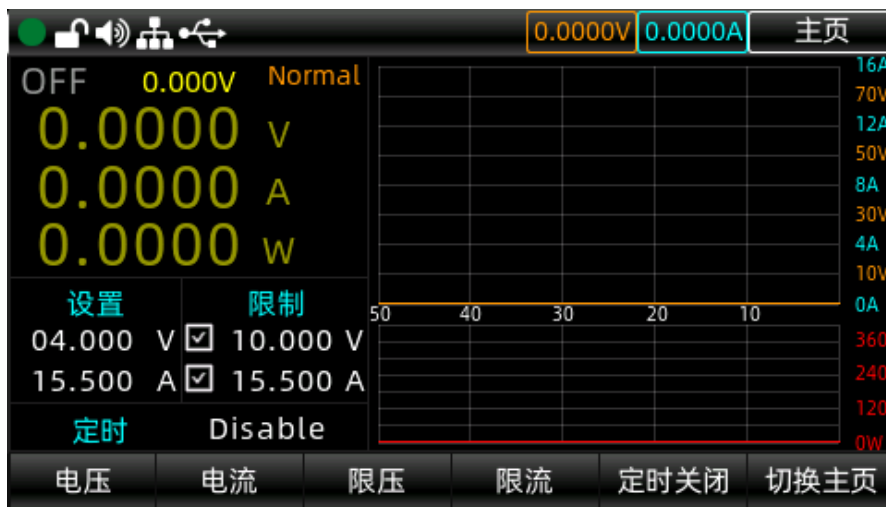 0.0000V 0.0000A 主页
OFF 0.000V Normal
0.0000 V
0.0000 A
0.0000 W
设置 限制
04.000 V 10.000 V
15.500 A 15.500 A
定时 Disable
16A
70V
12A
50V
8A
30V
4A
10V
0A
50 40 30 20 10
360
240
120
0W
电压 电流 限压 限流 定时关闭 切换主页